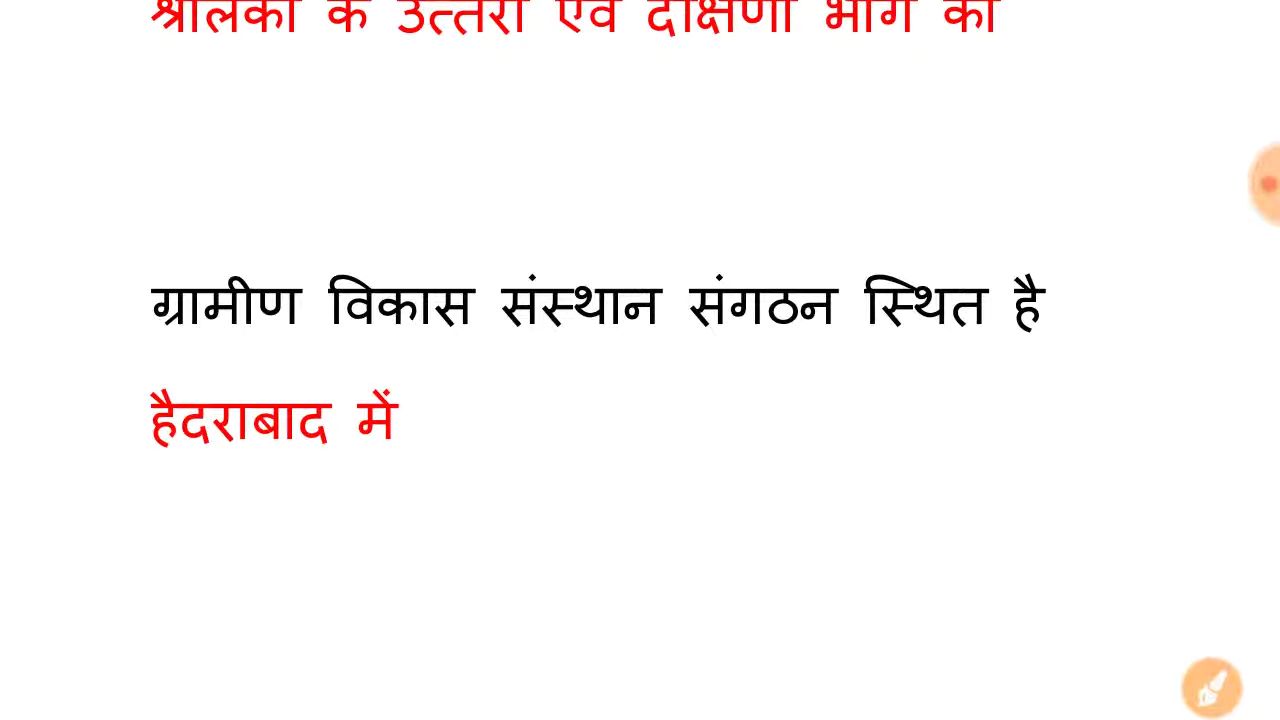 श्रीलंका के उत्तरी एवं दक्षिणी भाग को
ग्रामीण विकास संस्थान संगठन स्थित है
हैदराबाद में